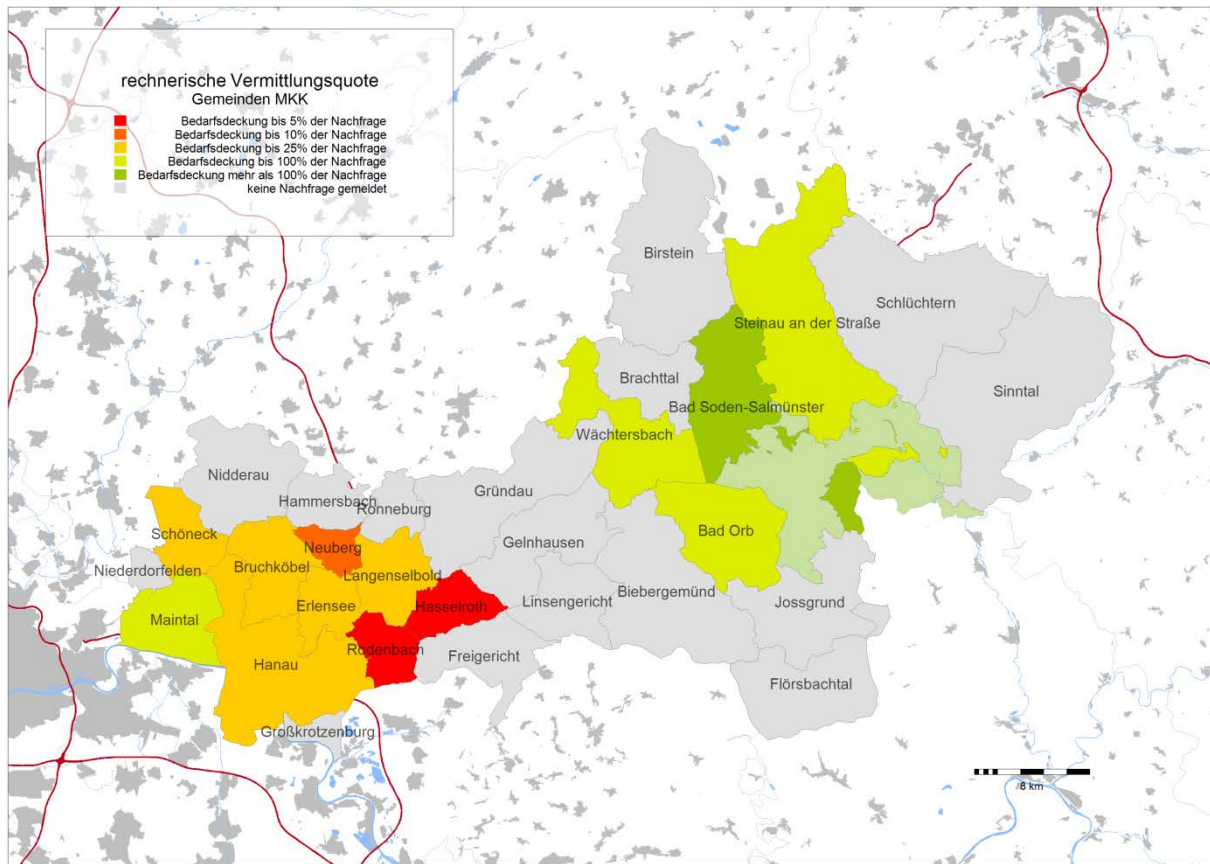 rechnerische Vermittlungsquote
Gemeinden MKK
Bedarfsdeckung bis 5% der Nachfrage
Bedarfsdeckung bis 10% der Nachfrage
Bedarfsdeckung bis 25% der Nachfrage
Bedarfsdeckung bis 100% der Nachfrage
Bedarfsdeckung mehr als 100% der Nachfrage
keine Nachfrage gemeldet
Birstein
Schlüchtern
Steinau an der Straße
Brachttal
Sinntal
Bad Soden-Salmünster
Wächtersbach
Nidderau
Hammersbach
Ronneburg
Gründau
Schöneck
Neuberg
Gelnhausen
Bad Orb
Niederdorfelden
Bruchköbel
Langenselbold
Erlensee
Hasselroth
Linsengericht
Biebergemünd
Jossgrund
Maintal
Rodenbach
Freigericht
Hanau
Flörsbachtal
Großkrotzenburg
8 km